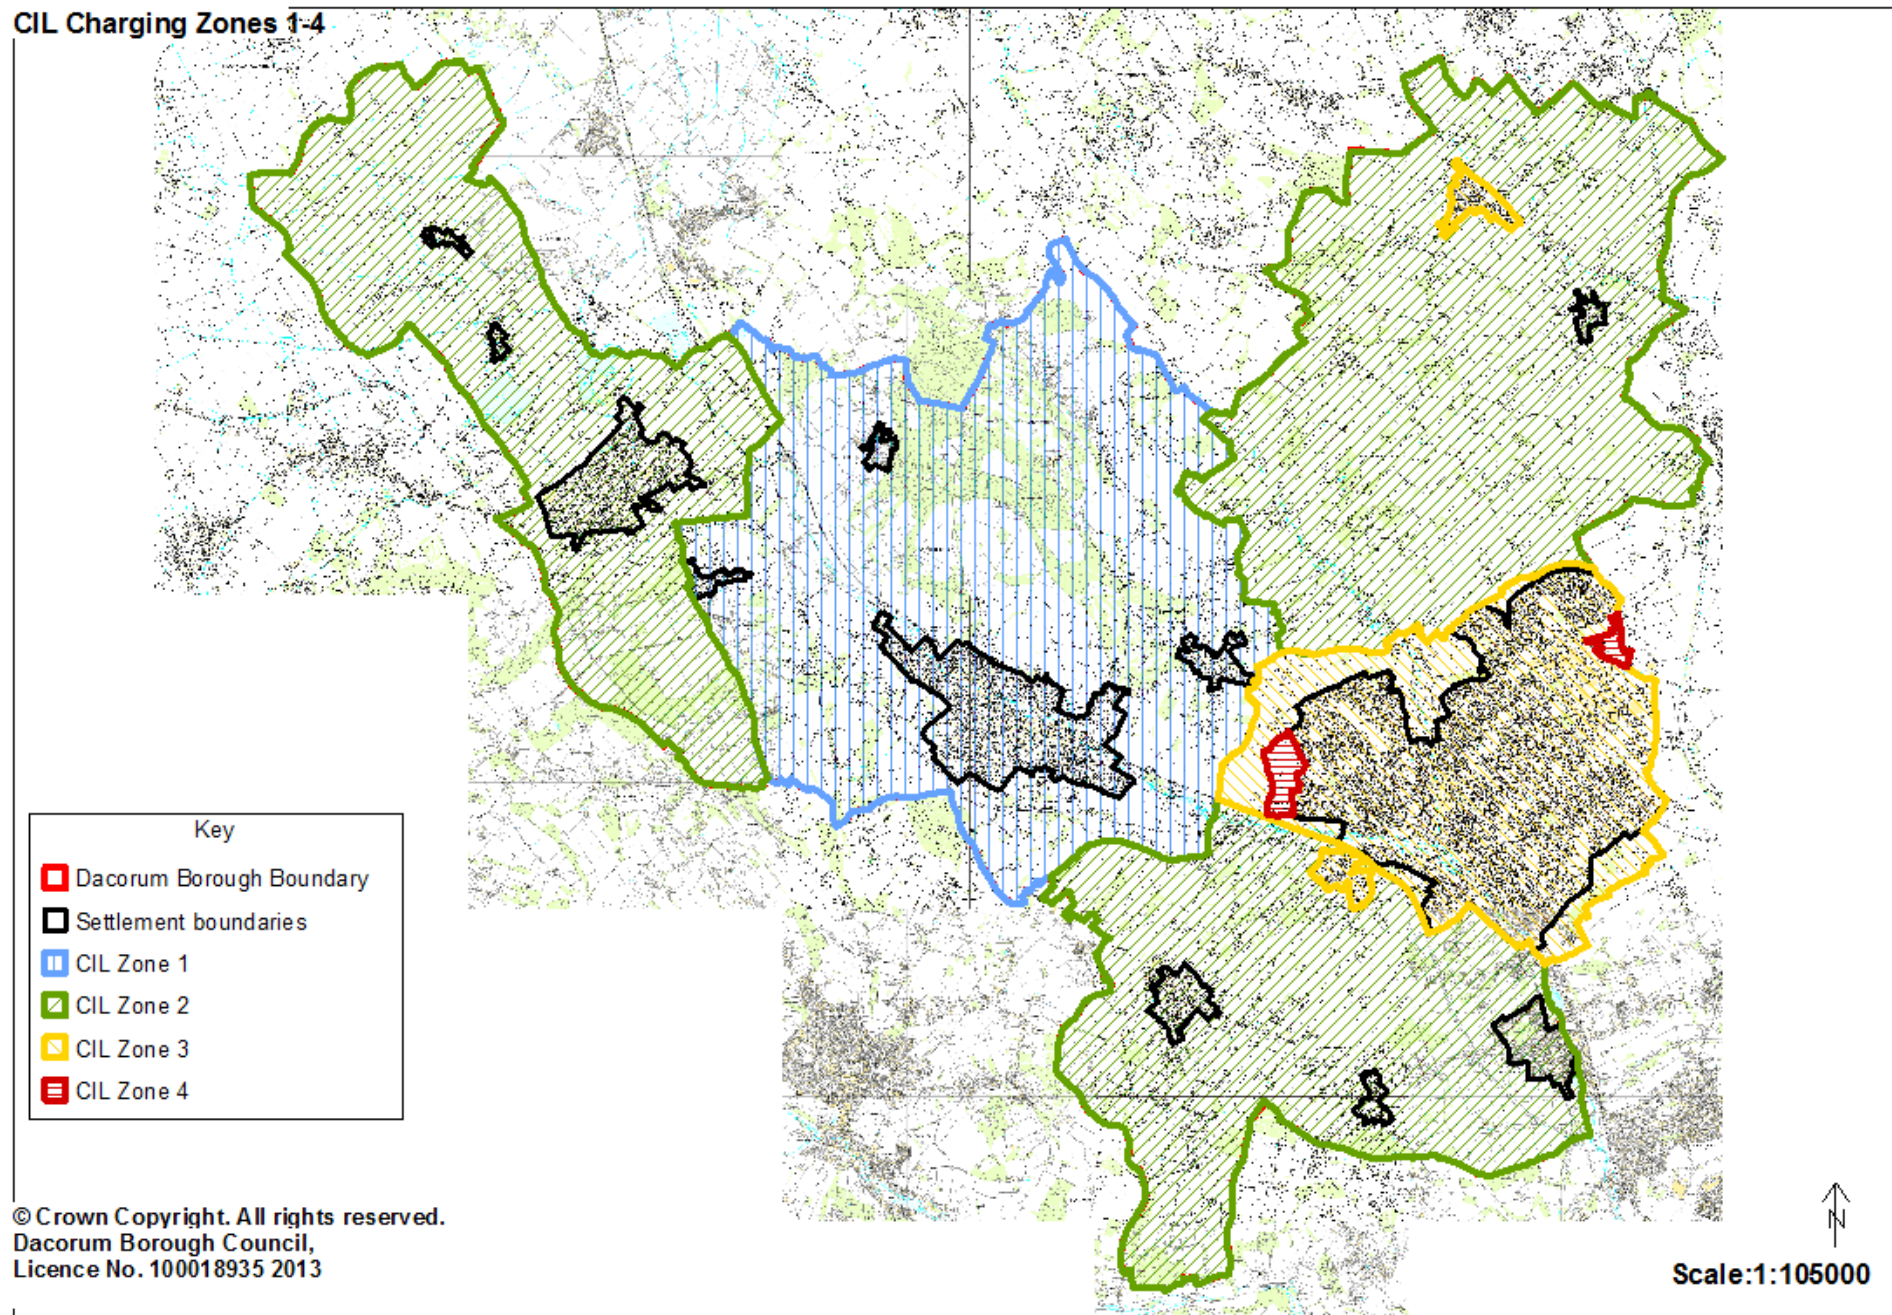 CIL Charging Zones 1-4
Key
Dacorum Borough Boundary
Settlement boundaries
CIL Zone 1
CIL Zone 2
CIL Zone 3
CIL Zone 4
© Crown Copyright. All rights reserved.
Dacorum Borough Council,
Licence No. 100018935 2013
N
Scale:1:105000